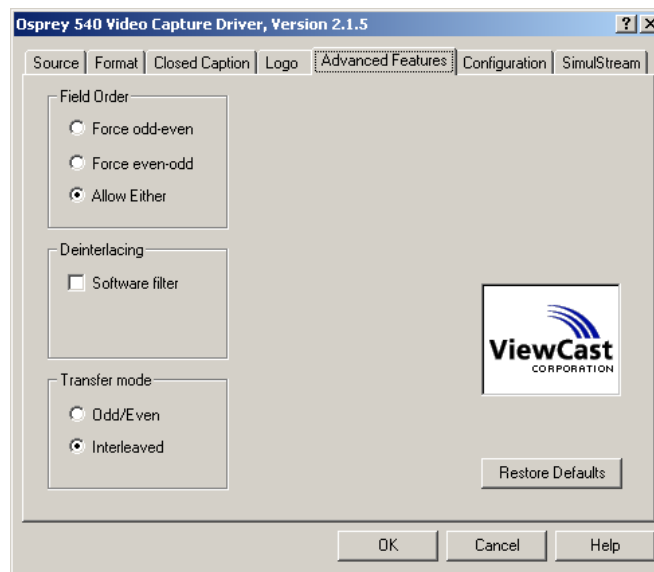 Osprey 540 Video Capture Driver, Version 2.1.5
Source Format Closed Caption Logo Advanced Features Configuration SimulStream
Field Order
Force odd-even
Force even-odd
Allow Either
Deinterlacing
Software filter
Transfer mode
Odd/Even
Interleaved
ViewCast
CORPORATION
Restore Defaults
OK Cancel Help